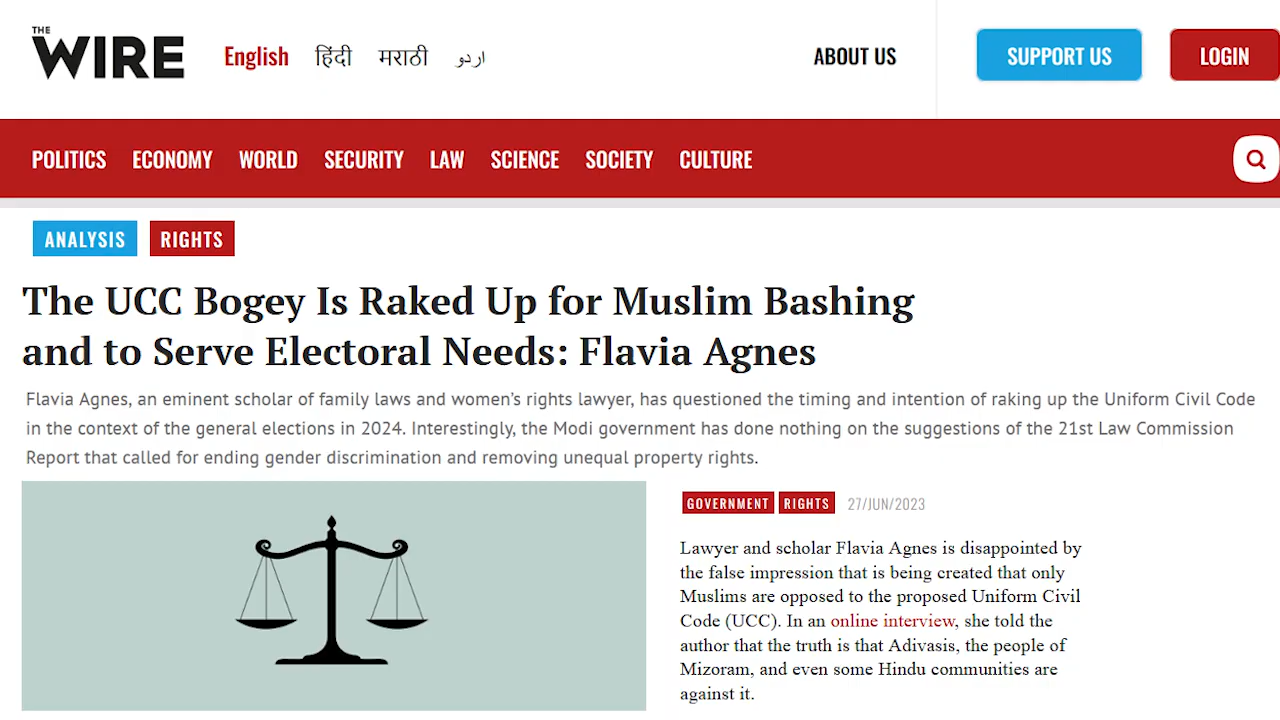 THE
WIRE
English हिंदी मराठी اردو
ABOUT US
SUPPORT US
LOGIN
POLITICS ECONOMY WORLD SECURITY LAW SCIENCE SOCIETY CULTURE
ANALYSIS RIGHTS
The UCC Bogey Is Raked Up for Muslim Bashing
and to Serve Electoral Needs: Flavia Agnes
Flavia Agnes, an eminent scholar of family laws and women's rights lawyer, has questioned the timing and intention of raking up the Uniform Civil Code
in the context of the general elections in 2024. Interestingly, the Modi government has done nothing on the suggestions of the 21st Law Commission
Report that called for ending gender discrimination and removing unequal property rights.
GOVERNMENT RIGHTS 27/JUN/2023
Lawyer and scholar Flavia Agnes is disappointed by
the false impression that is being created that only
Muslims are opposed to the proposed Uniform Civil
Code (UCC). In an online interview, she told the
author that the truth is that Adivasis, the people of
Mizoram, and even some Hindu communities are
against it.